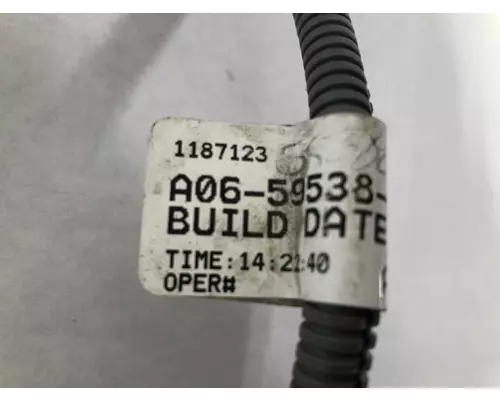 1187123
A06-59538-
BUILD DATE
TIME:14:21:40
OPER#